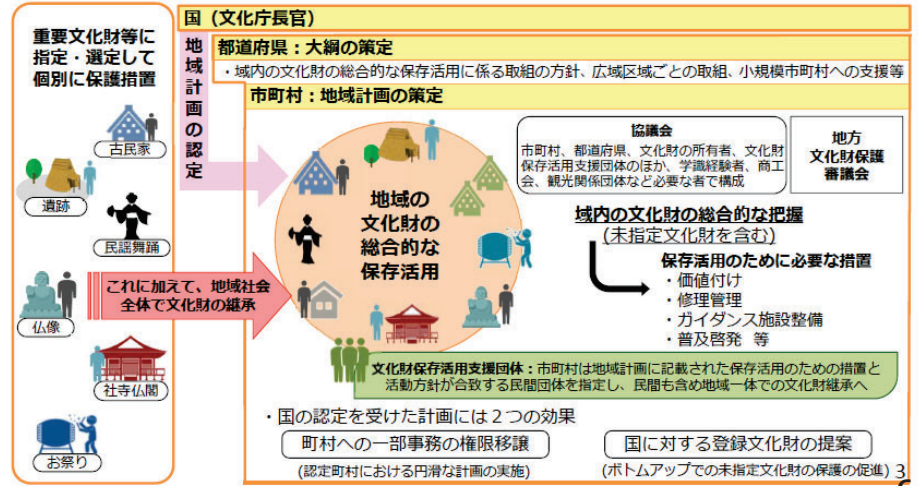 重要文化財等に
指定・選定して
個別に保護措置
古民家
遺跡
民謡舞踊
仏像
社寺仏閣
お祭り
これに加えて、地域社会
全体で文化財の継承
国（文化庁長官）
地域計画の認定
都道府県：大綱の策定
・域内の文化財の総合的な保存活用に係る取組の方針、広域区域ごとの取組、小規模市町村への支援等
市町村：地域計画の策定
地域の
文化財の
総合的な
保存活用
協議会
市町村、都道府県、文化財の所有者、文化財
保存活用支援団体のほか、学識経験者、商工
会、観光関係団体など必要な者で構成
地方
文化財保護
審議会
域内の文化財の総合的な把握
(未指定文化財を含む)
保存活用のために必要な措置
・価値付け
・修理管理
・ガイダンス施設整備
・普及啓発 等
文化財保存活用支援団体：市町村は地域計画に記載された保存活用のための措置と
活動方針が合致する民間団体を指定し、民間も含め地域一体での文化財継承へ
・国の認定を受けた計画には２つの効果
町村への一部事務の権限移譲
(認定町村における円滑な計画の実施)
国に対する登録文化財の提案
(ボトムアップでの未指定文化財の保護の促進)
3